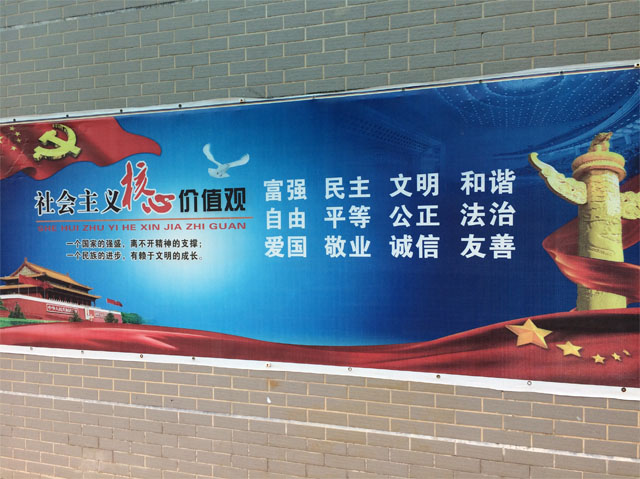 社会主义核心价值观
SHE HUI ZHU YI HE XIN JIA ZHI GUAN
一个国家的强盛，离不开精神的支撑；
一个民族的进步，有赖于文明的成长。
富强 民主 文明 和谐
自由 平等 公正 法治
爱国 敬业 诚信 友善